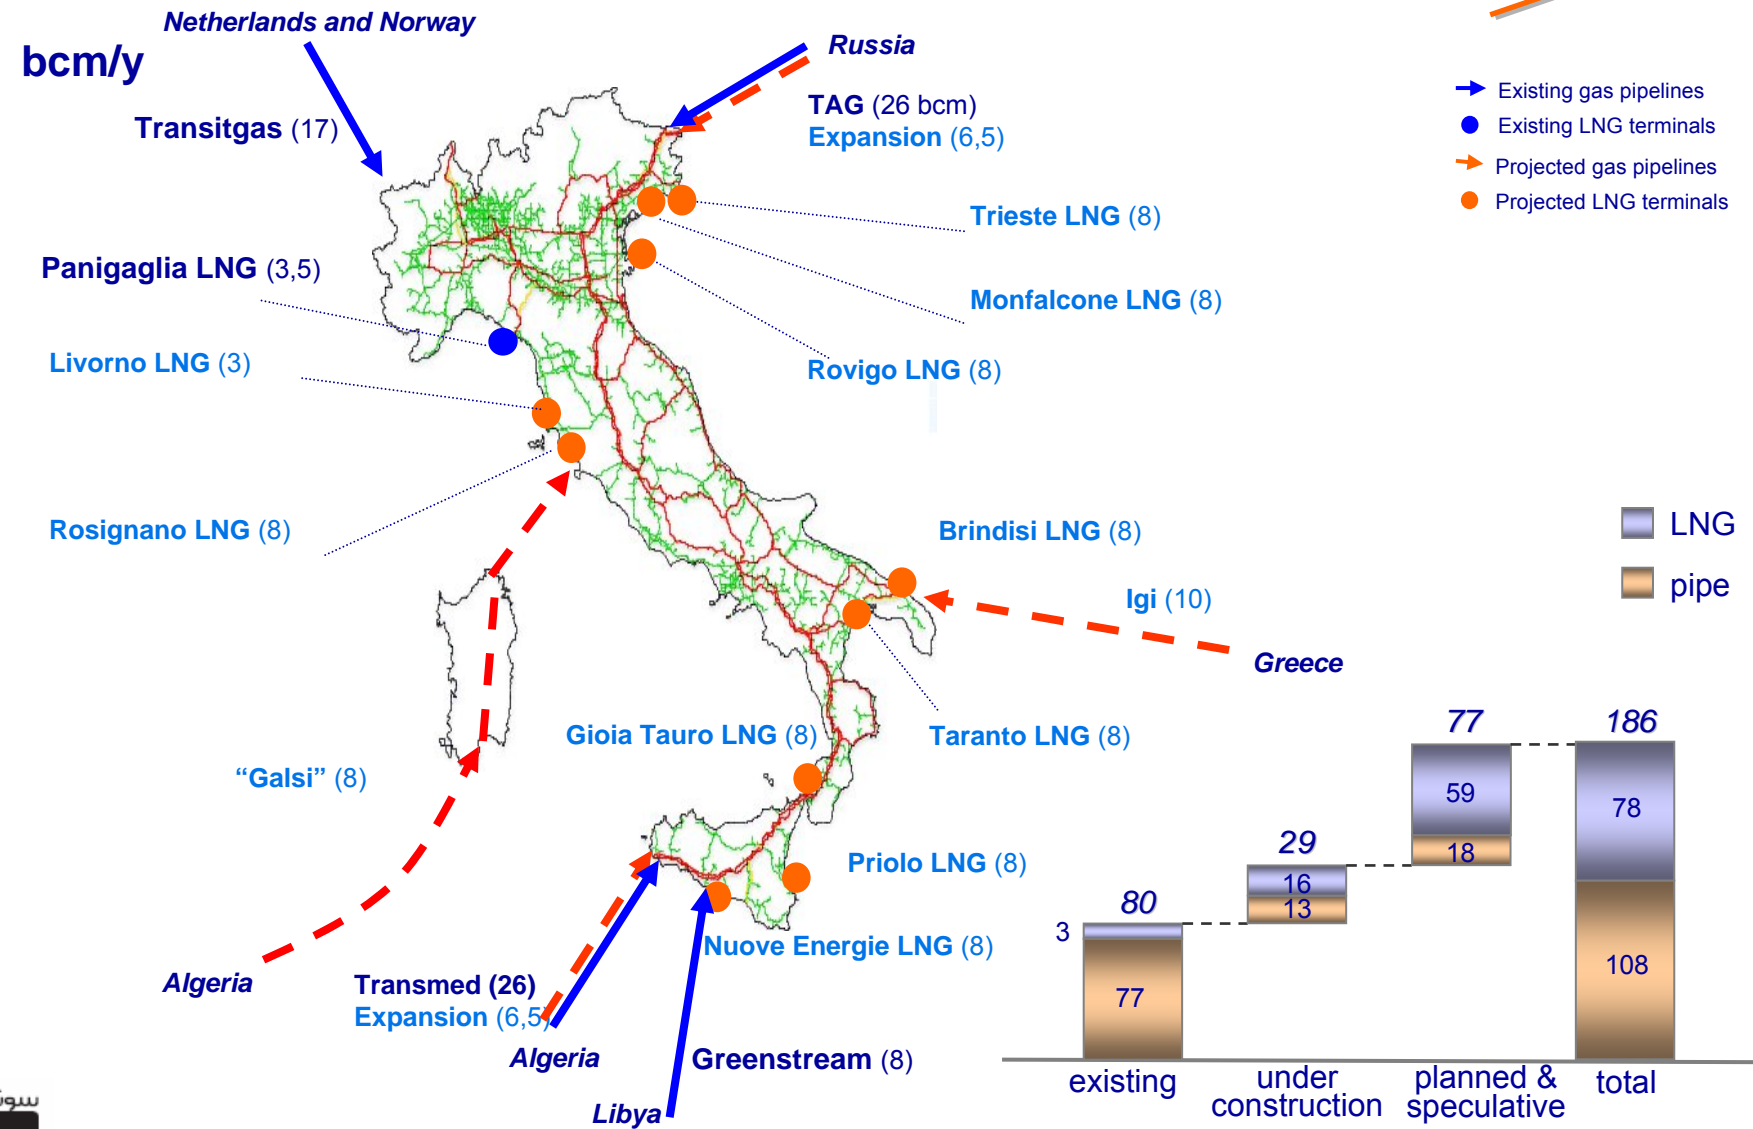 Netherlands and Norway
bcm/y
Russia
Transitgas (17)
TAG (26 bcm)
Expansion (6,5)
Existing gas pipelines
Existing LNG terminals
Projected gas pipelines
Projected LNG terminals
Trieste LNG (8)
Panigaglia LNG (3,5)
Monfalcone LNG (8)
Livorno LNG (3)
Rovigo LNG (8)
Rosignano LNG (8)
Brindisi LNG (8)
LNG
pipe
Igi (10)
Greece
Gioia Tauro LNG (8)
Taranto LNG (8)
"Galsi" (8)
Priolo LNG (8)
Nuove Energie LNG (8)
Algeria
Transmed (26)
Expansion (6,5)
Algeria
Greenstream (8)
Libya
77
186
59
78
29
18
16
80
13
3
108
77
existing
under
construction
planned &
speculative
total